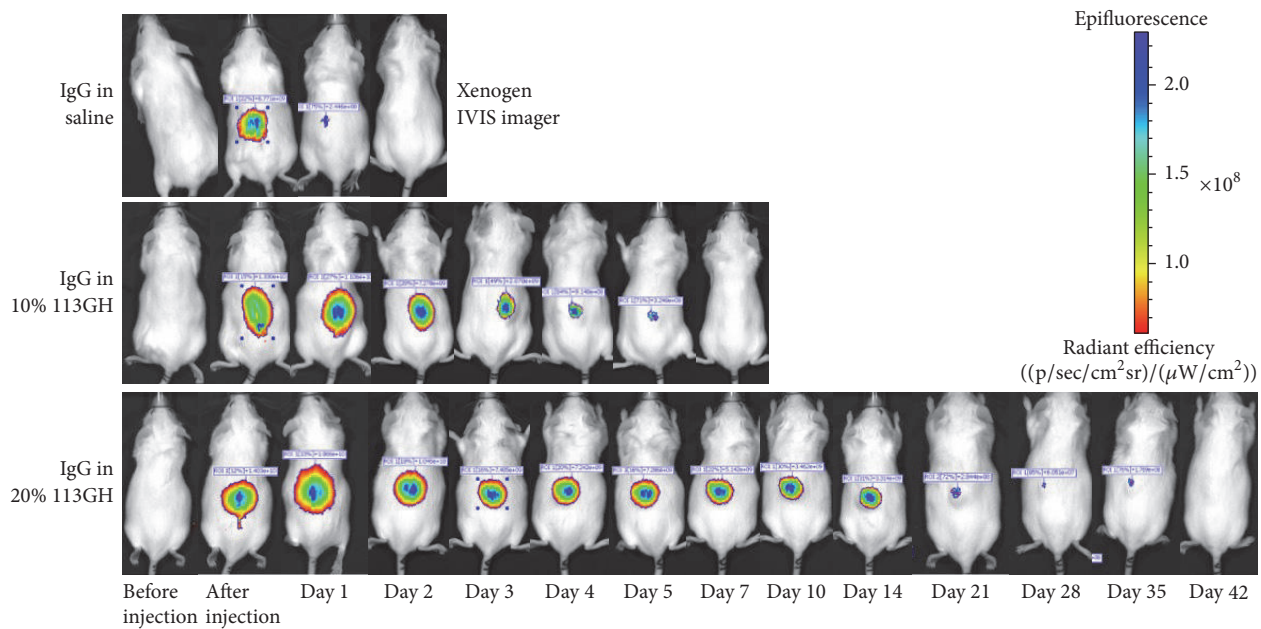 IgG in
saline
Xenogen
IVIS imager
IgG in
10% 113GH
IgG in
20% 113GH
Epifluorescence
2.0
1.5
×10⁸
1.0
Radiant efficiency
((p/sec/cm²sr)/(μW/cm²))
Before
injection
After
injection
Day 1
Day 2
Day 3
Day 4
Day 5
Day 7
Day 10
Day 14
Day 21
Day 28
Day 35
Day 42